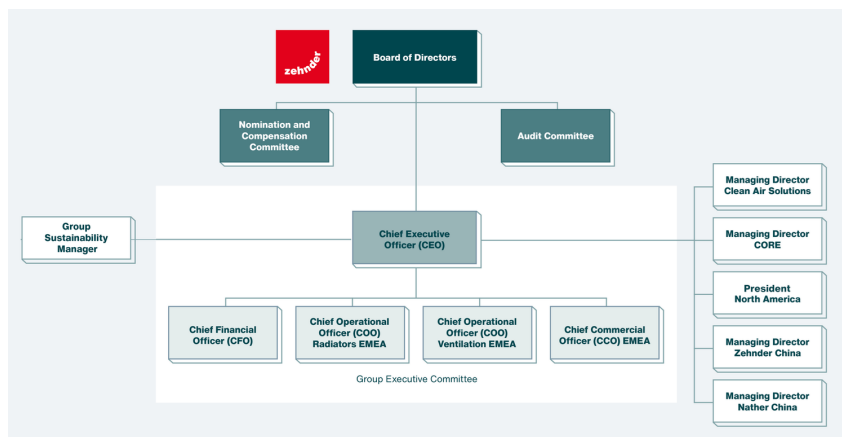 zehnder
Board of Directors
Nomination and
Compensation
Committee
Audit Committee
Managing Director
Clean Air Solutions
Group
Sustainability
Manager
Chief Executive
Officer (CEO)
Managing Director
CORE
President
North America
Chief Financial
Officer (CFO)
Chief Operational
Officer (COO)
Radiators EMEA
Chief Operational
Officer (COO)
Ventilation EMEA
Chief Commercial
Officer (CCO) EMEA
Managing Director
Zehnder China
Group Executive Committee
Managing Director
Nather China